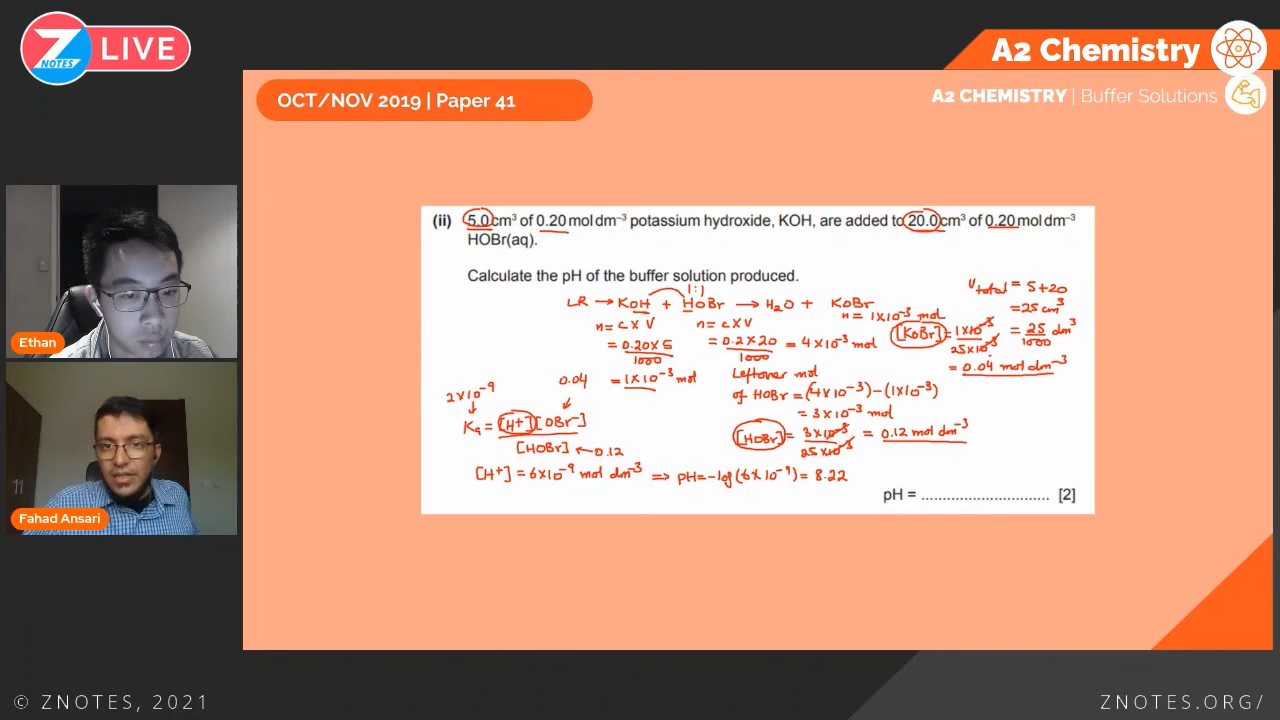 Z NOTES LIVE
A2 Chemistry
OCT/NOV 2019 | Paper 41
A2 CHEMISTRY | Buffer Solutions
(ii) 5.0 cm³ of 0.20 mol dm⁻³ potassium hydroxide, KOH, are added to 20.0 cm³ of 0.20 mol dm⁻³
HOBr(aq).
Calculate the pH of the buffer solution produced.
1:1
LR → KOH + HOBr → H₂O + KOBr
n = 1×10⁻³ mol
n = c×V
= 0.20×5/1000
= 1×10⁻³ mol
n = c×V
= 0.2×20/1000 = 4×10⁻³ mol
Leftover mol
of HOBr = (4×10⁻³) − (1×10⁻³)
= 3×10⁻³ mol
[HOBr] = 3×10⁻³/25×10⁻³ = 0.12 mol dm⁻³
Vtotal = 5+20
= 25 cm³
= 25/1000 dm³
[KOBr] = 1×10⁻³/25×10⁻³
= 0.04 mol dm⁻³
2×10⁻⁹
↓
0.04
Ka = [H⁺][OBr⁻]/[HOBr] ← 0.12
[H⁺] = 6×10⁻⁹ mol dm⁻³ ⇒ pH = −log(6×10⁻⁹) = 8.22
pH = .............................. [2]
Ethan
Fahad Ansari
© ZNOTES, 2021
ZNOTES.ORG/